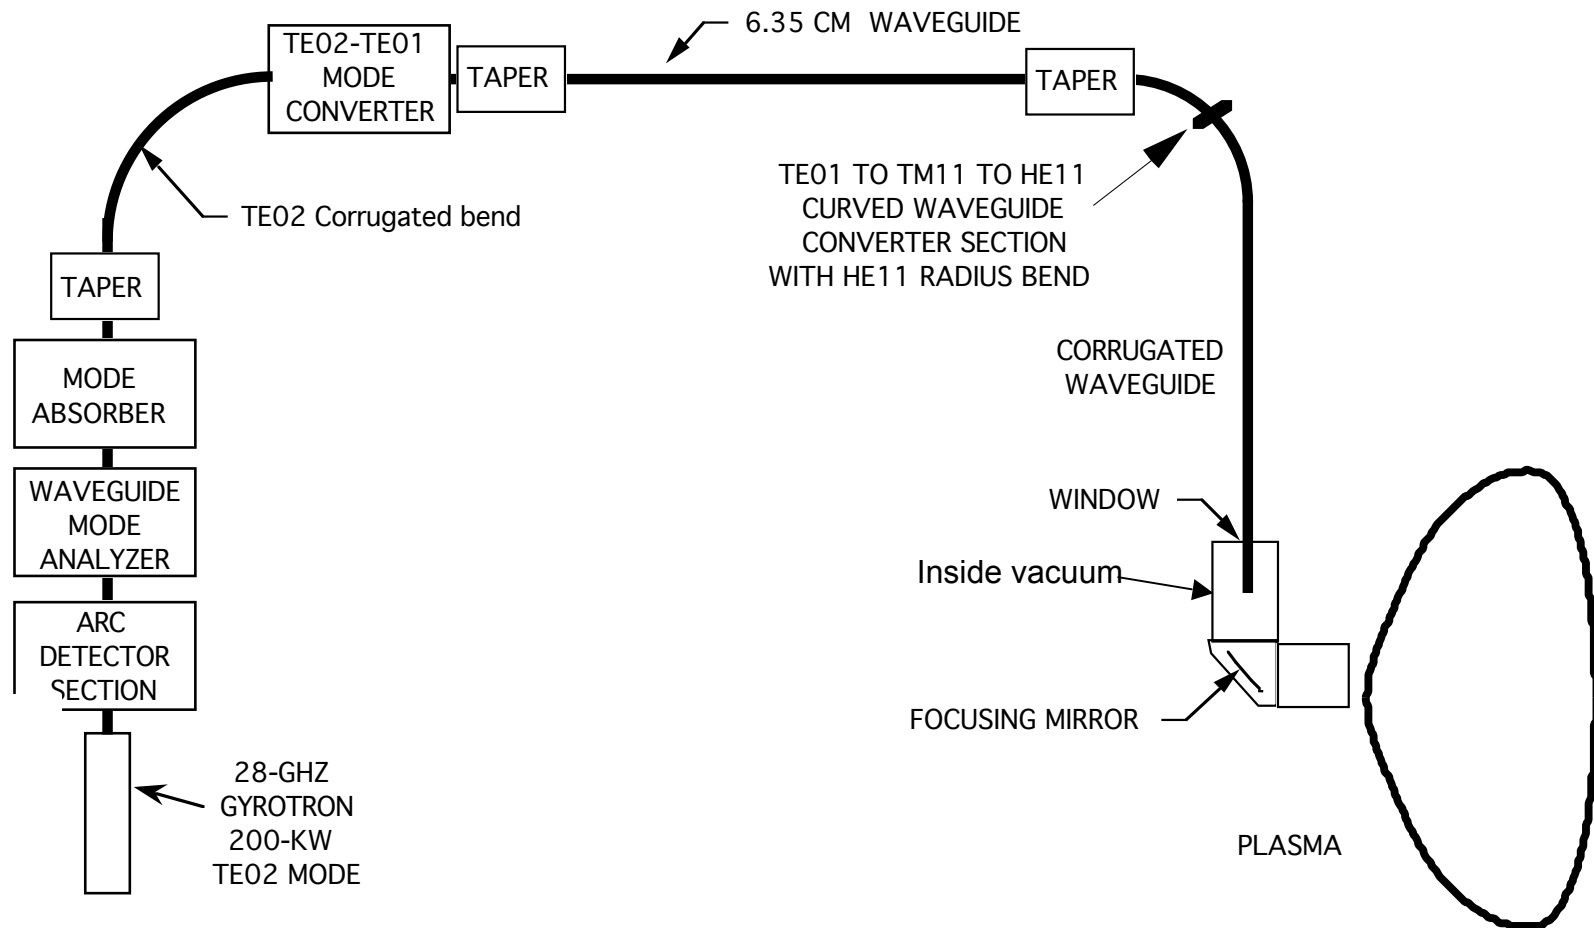 6.35 CM WAVEGUIDE
TE02-TE01
MODE
CONVERTER
TAPER
TAPER
TE01 TO TM11 TO HE11
CURVED WAVEGUIDE
CONVERTER SECTION
WITH HE11 RADIUS BEND
TE02 Corrugated bend
TAPER
MODE
ABSORBER
CORRUGATED
WAVEGUIDE
WAVEGUIDE
MODE
ANALYZER
WINDOW
Inside vacuum
ARC
DETECTOR
SECTION
FOCUSING MIRROR
28-GHZ
GYROTRON
200-KW
TE02 MODE
PLASMA